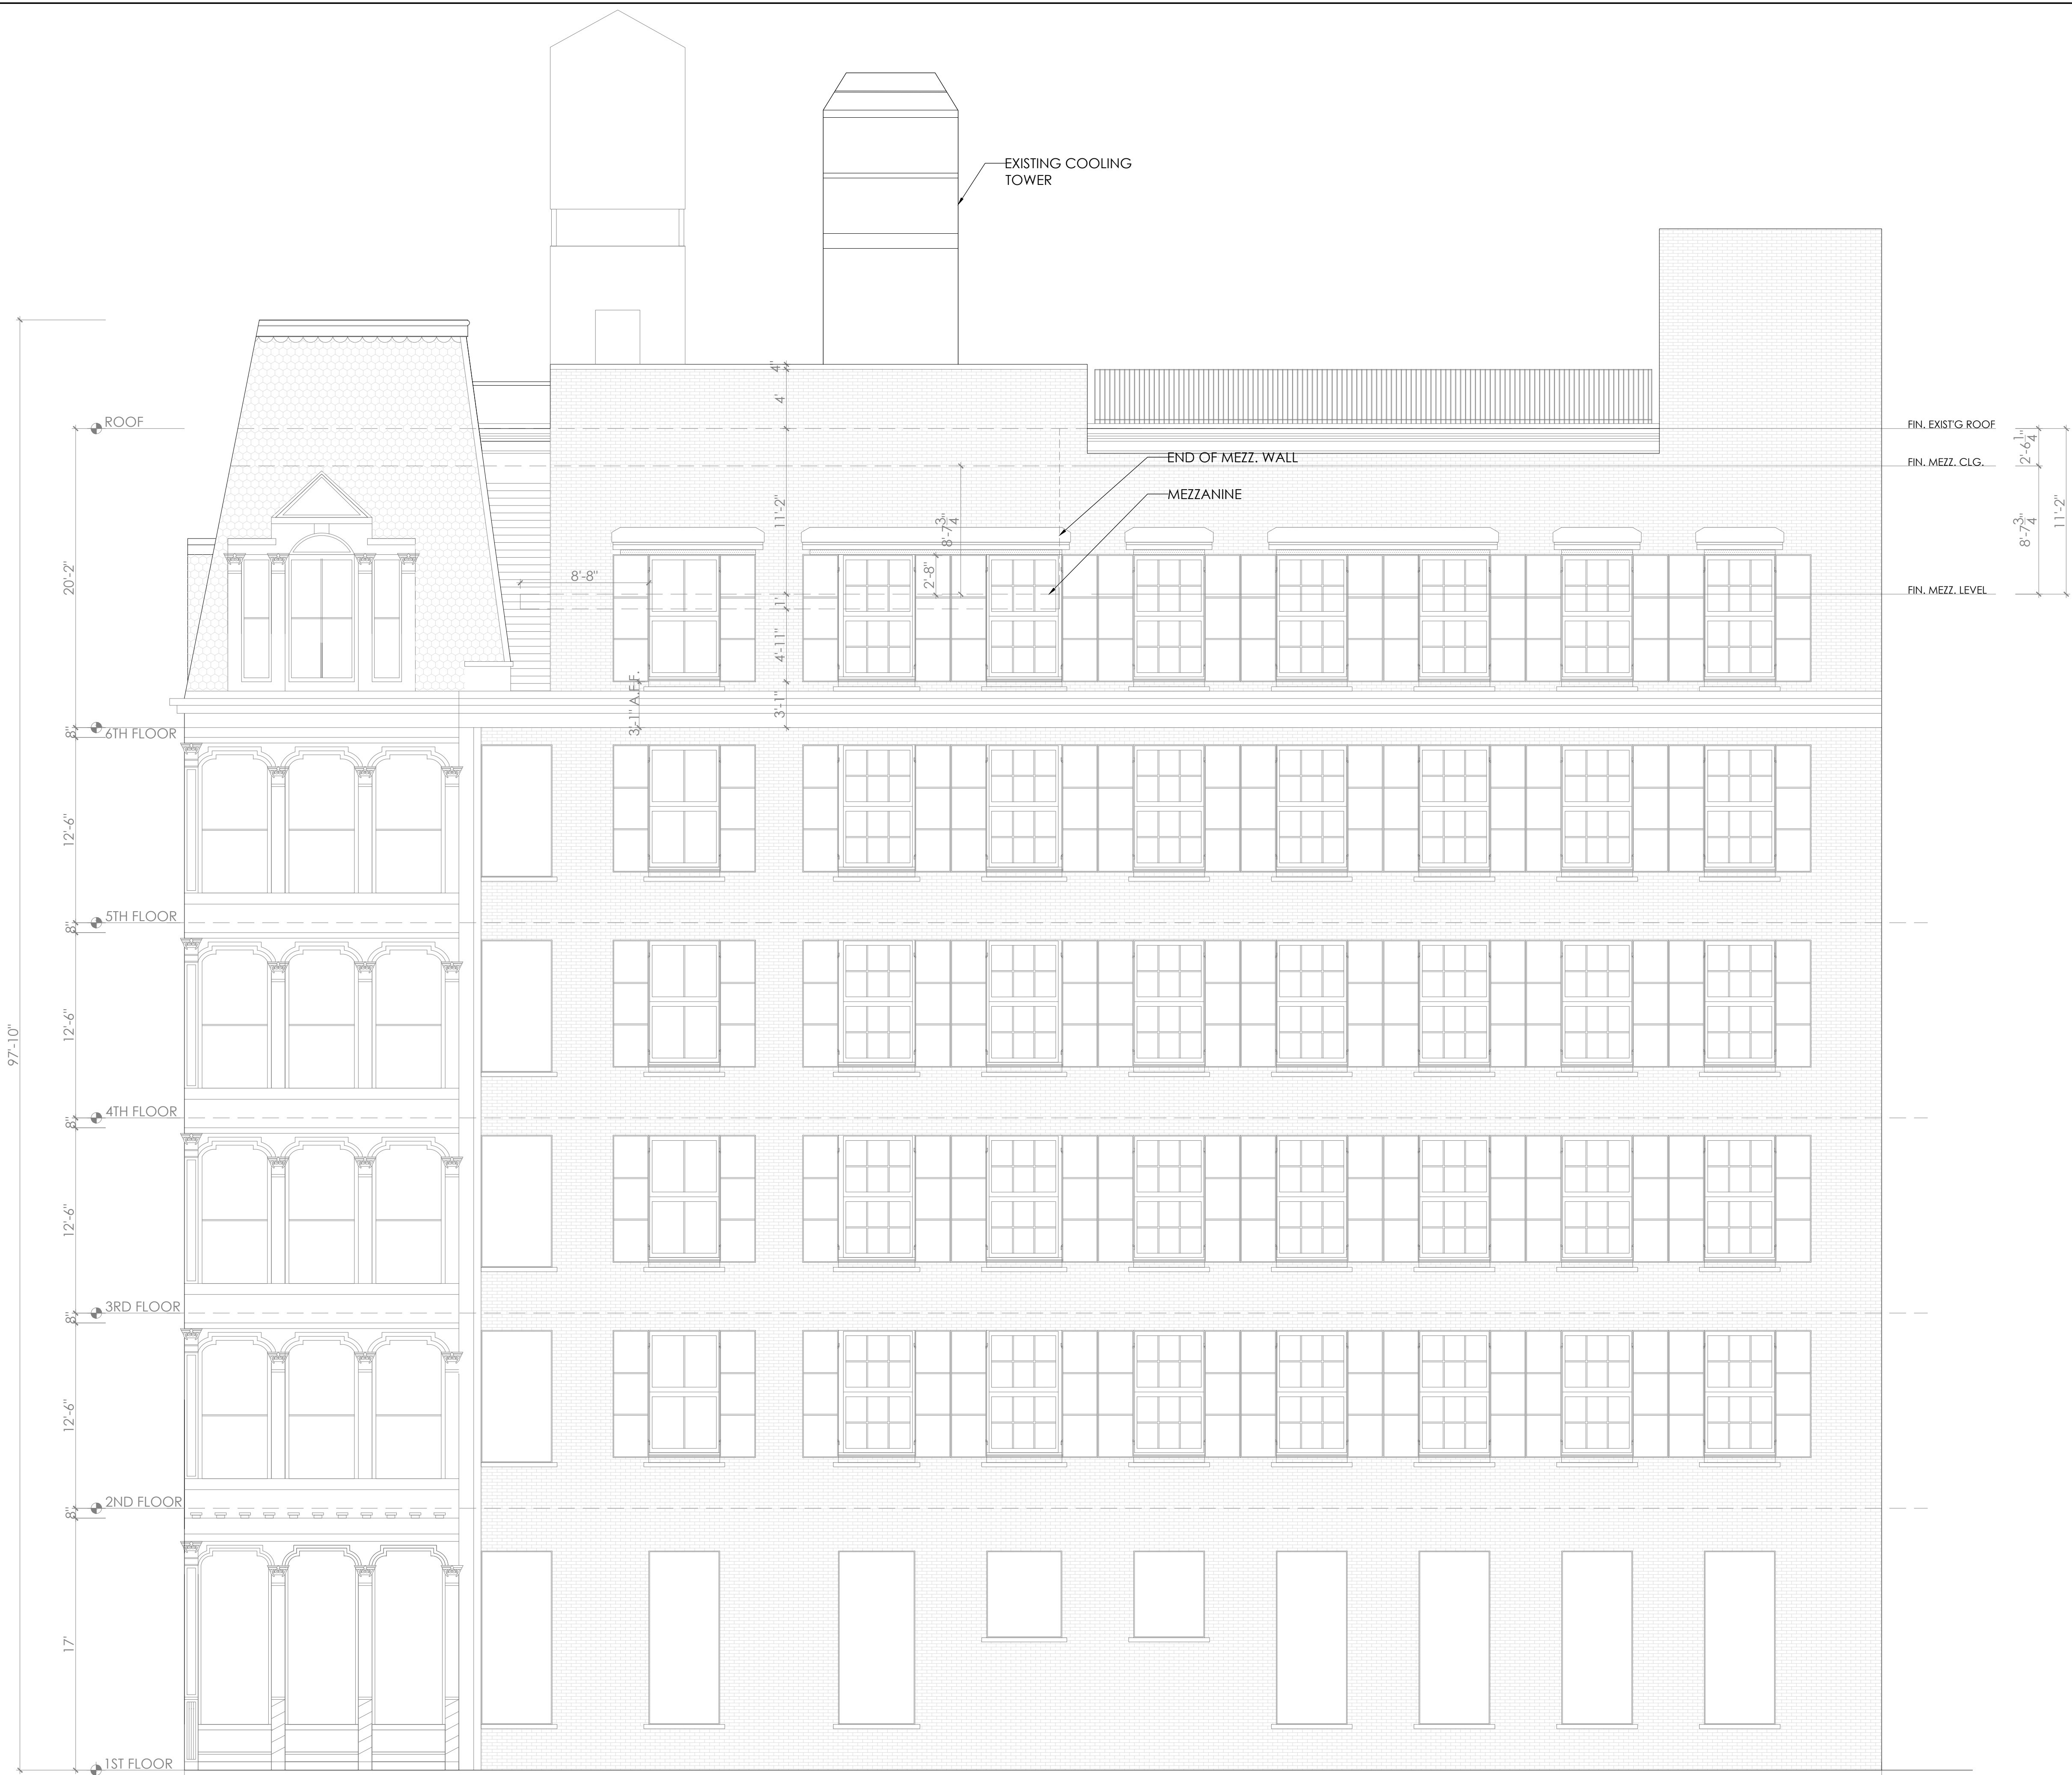 EXISTING COOLING
TOWER
4"
4'
ROOF
FIN. EXIST'G ROOF
2'-6 1/4"
END OF MEZZ. WALL
FIN. MEZZ. CLG.
MEZZANINE
11'-2"
8'-7 3/4"
8'-7 3/4"
11'-2"
20'-2"
8'-8"
2'-8"
1'
FIN. MEZZ. LEVEL
4'-11"
3'-1" A.F.F.
3'-1"
8"
6TH FLOOR
12'-6"
5TH FLOOR
8"
12'-6"
97'-10"
4TH FLOOR
8"
12'-6"
3RD FLOOR
8"
12'-6"
2ND FLOOR
8"
17'
1ST FLOOR